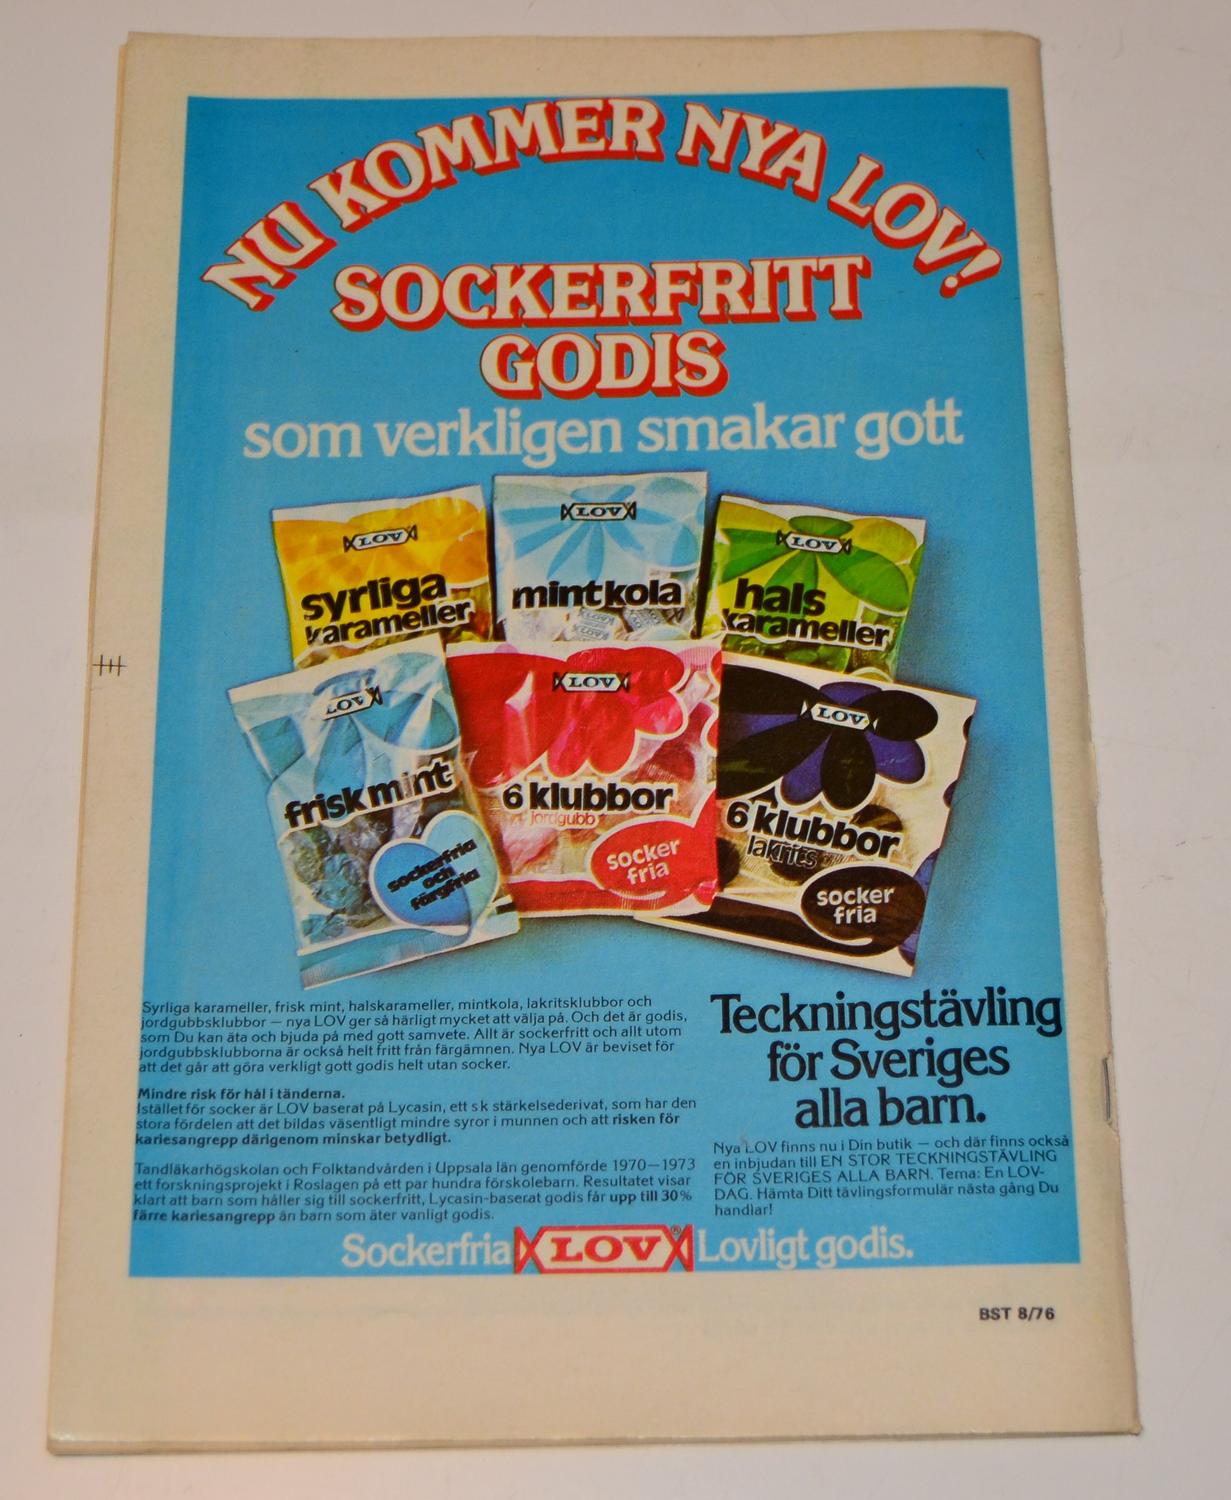 NU KOMMER NYA LOV!
SOCKERFRITT
GODIS
som verkligen smakar gott
LOV
syrliga
karameller
LOV
mintkola
LOV
hals
karameller
LOV
frisk mint
sockerfria
och
färgfria
LOV
6 klubbor
jordgubb
socker
fria
LOV
6 klubbor
lakrits
socker
fria
Syrliga karameller, frisk mint, halskarameller, mintkola, lakritsklubbor och
jordgubbsklubbor — nya LOV ger så härligt mycket att välja på. Och det är godis,
som Du kan äta och bjuda på med gott samvete. Allt är sockerfritt och allt utom
jordgubbsklubborna är också helt fritt från färgämnen. Nya LOV är beviset för
att det går att göra verkligt gott godis helt utan socker.
Mindre risk för hål i tänderna.
Istället för socker är LOV baserat på Lycasin, ett s k stärkelsederivat, som har den
stora fördelen att det bildas väsentligt mindre syror i munnen och att risken för
kariesangrepp därigenom minskar betydligt.
Tandläkarhögskolan och Folktandvården i Uppsala län genomförde 1970—1973
ett forskningsprojekt i Roslagen på ett par hundra förskolebarn. Resultatet visar
klart att barn som håller sig till sockerfritt, Lycasin-baserat godis får upp till 30%
färre kariesangrepp än barn som äter vanligt godis.
Teckningstävling
för Sveriges
alla barn.
Nya LOV finns nu i Din butik — och där finns också
en inbjudan till EN STOR TECKNINGSTÄVLING
FÖR SVERIGES ALLA BARN. Tema: En LOV-
DAG. Hämta Ditt tävlingsformulär nästa gång Du
handlar!
Sockerfria LOV® Lovligt godis.
BST 8/76